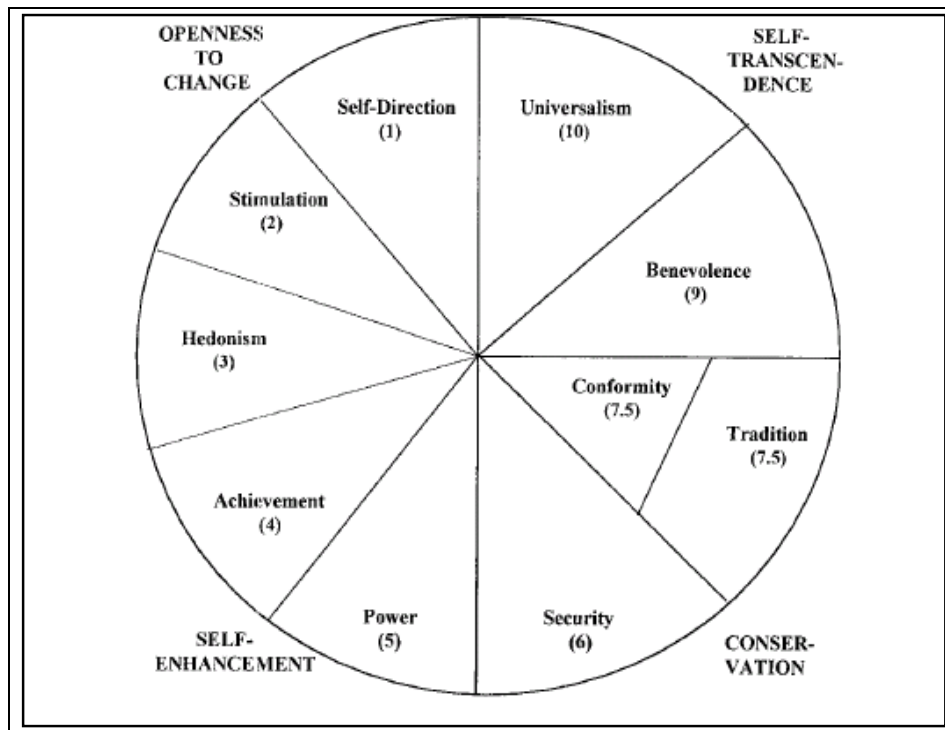 OPENNESS
TO
CHANGE
SELF-
TRANSCEN-
DENCE
Self-Direction
(1)
Universalism
(10)
Stimulation
(2)
Benevolence
(9)
Hedonism
(3)
Conformity
(7.5)
Tradition
(7.5)
Achievement
(4)
Power
(5)
Security
(6)
SELF-
ENHANCEMENT
CONSER-
VATION